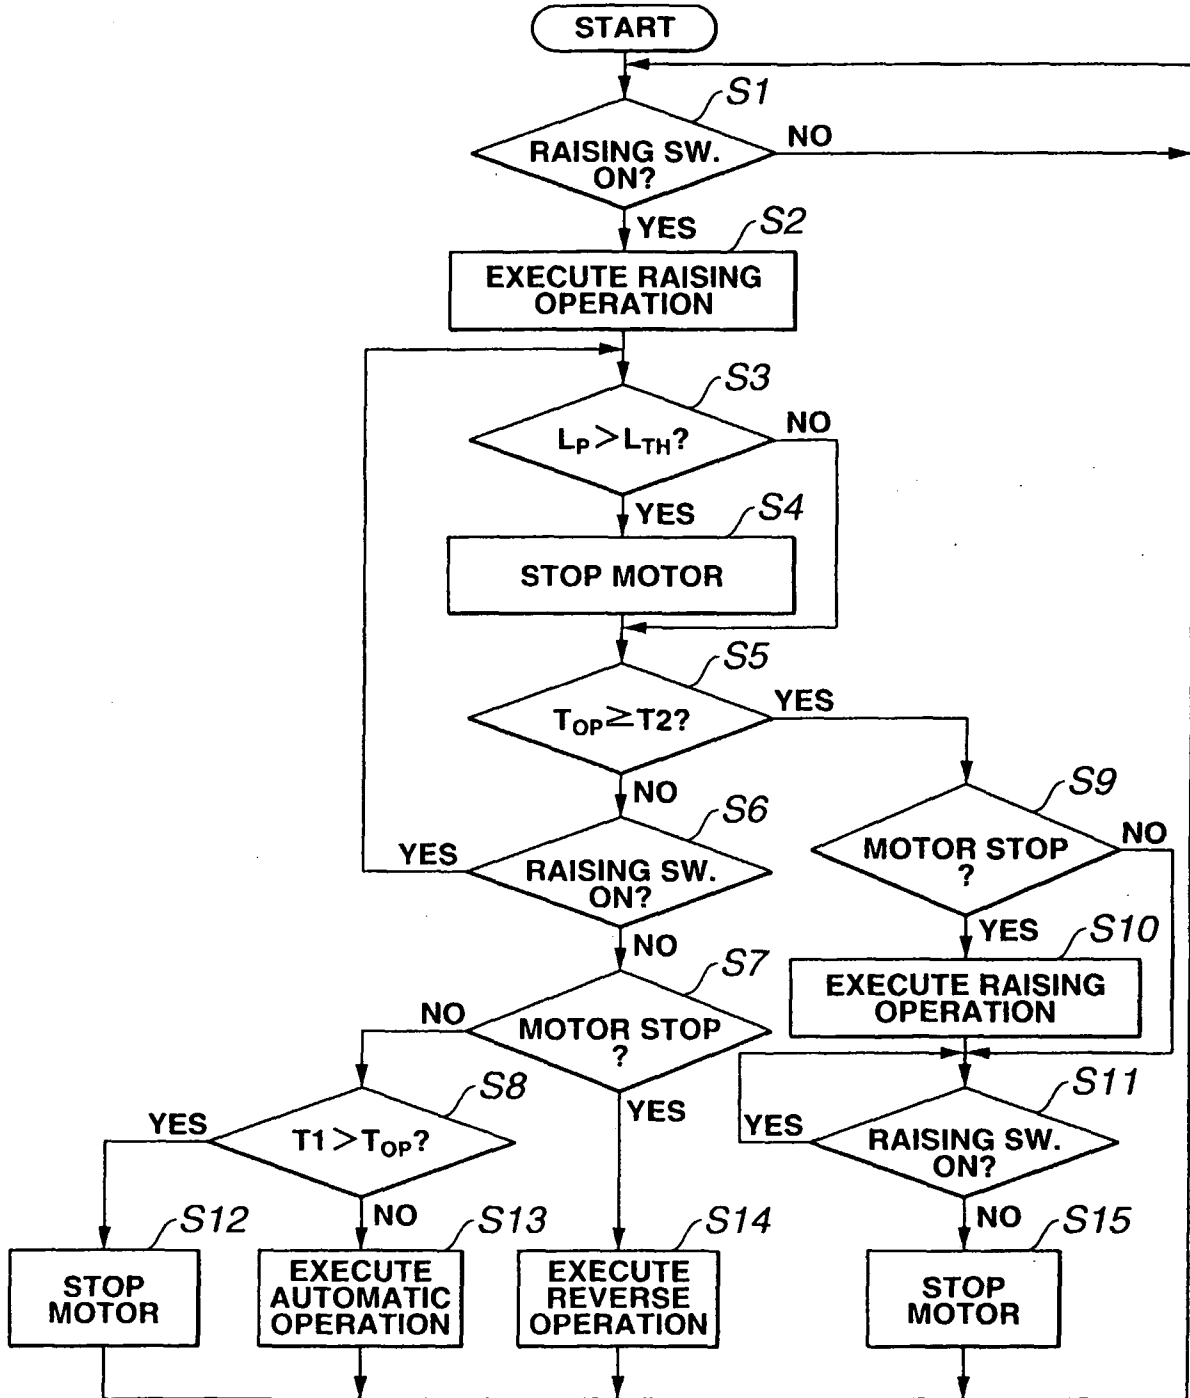 START
S1
RAISING SW.
ON?
NO
YES
S2
EXECUTE RAISING
OPERATION
S3
LP>LTH?
NO
YES
S4
STOP MOTOR
S5
TOP≥T2?
YES
NO
S6
RAISING SW.
ON?
YES
NO
S9
MOTOR STOP
?
NO
YES
S10
EXECUTE RAISING
OPERATION
S7
MOTOR STOP
?
NO
YES
S8
T1>TOP?
YES
NO
S11
RAISING SW.
ON?
YES
NO
S12
STOP
MOTOR
S13
EXECUTE
AUTOMATIC
OPERATION
S14
EXECUTE
REVERSE
OPERATION
S15
STOP
MOTOR